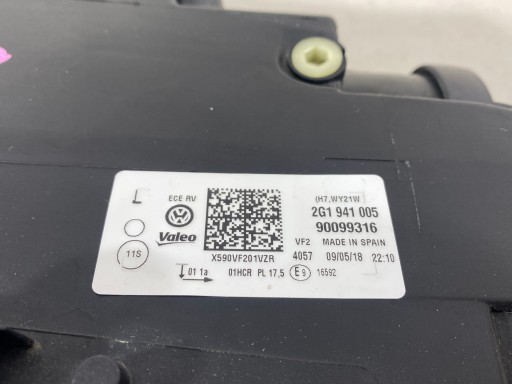 L ECE RV (H7,WY21W
2G1 941 005
Valeo 90099316
VF2 MADE IN SPAIN
11S X590VF201VZR 4057 09/05/18 22:10
01 1a 01HCR PL 17,5 E9 16592